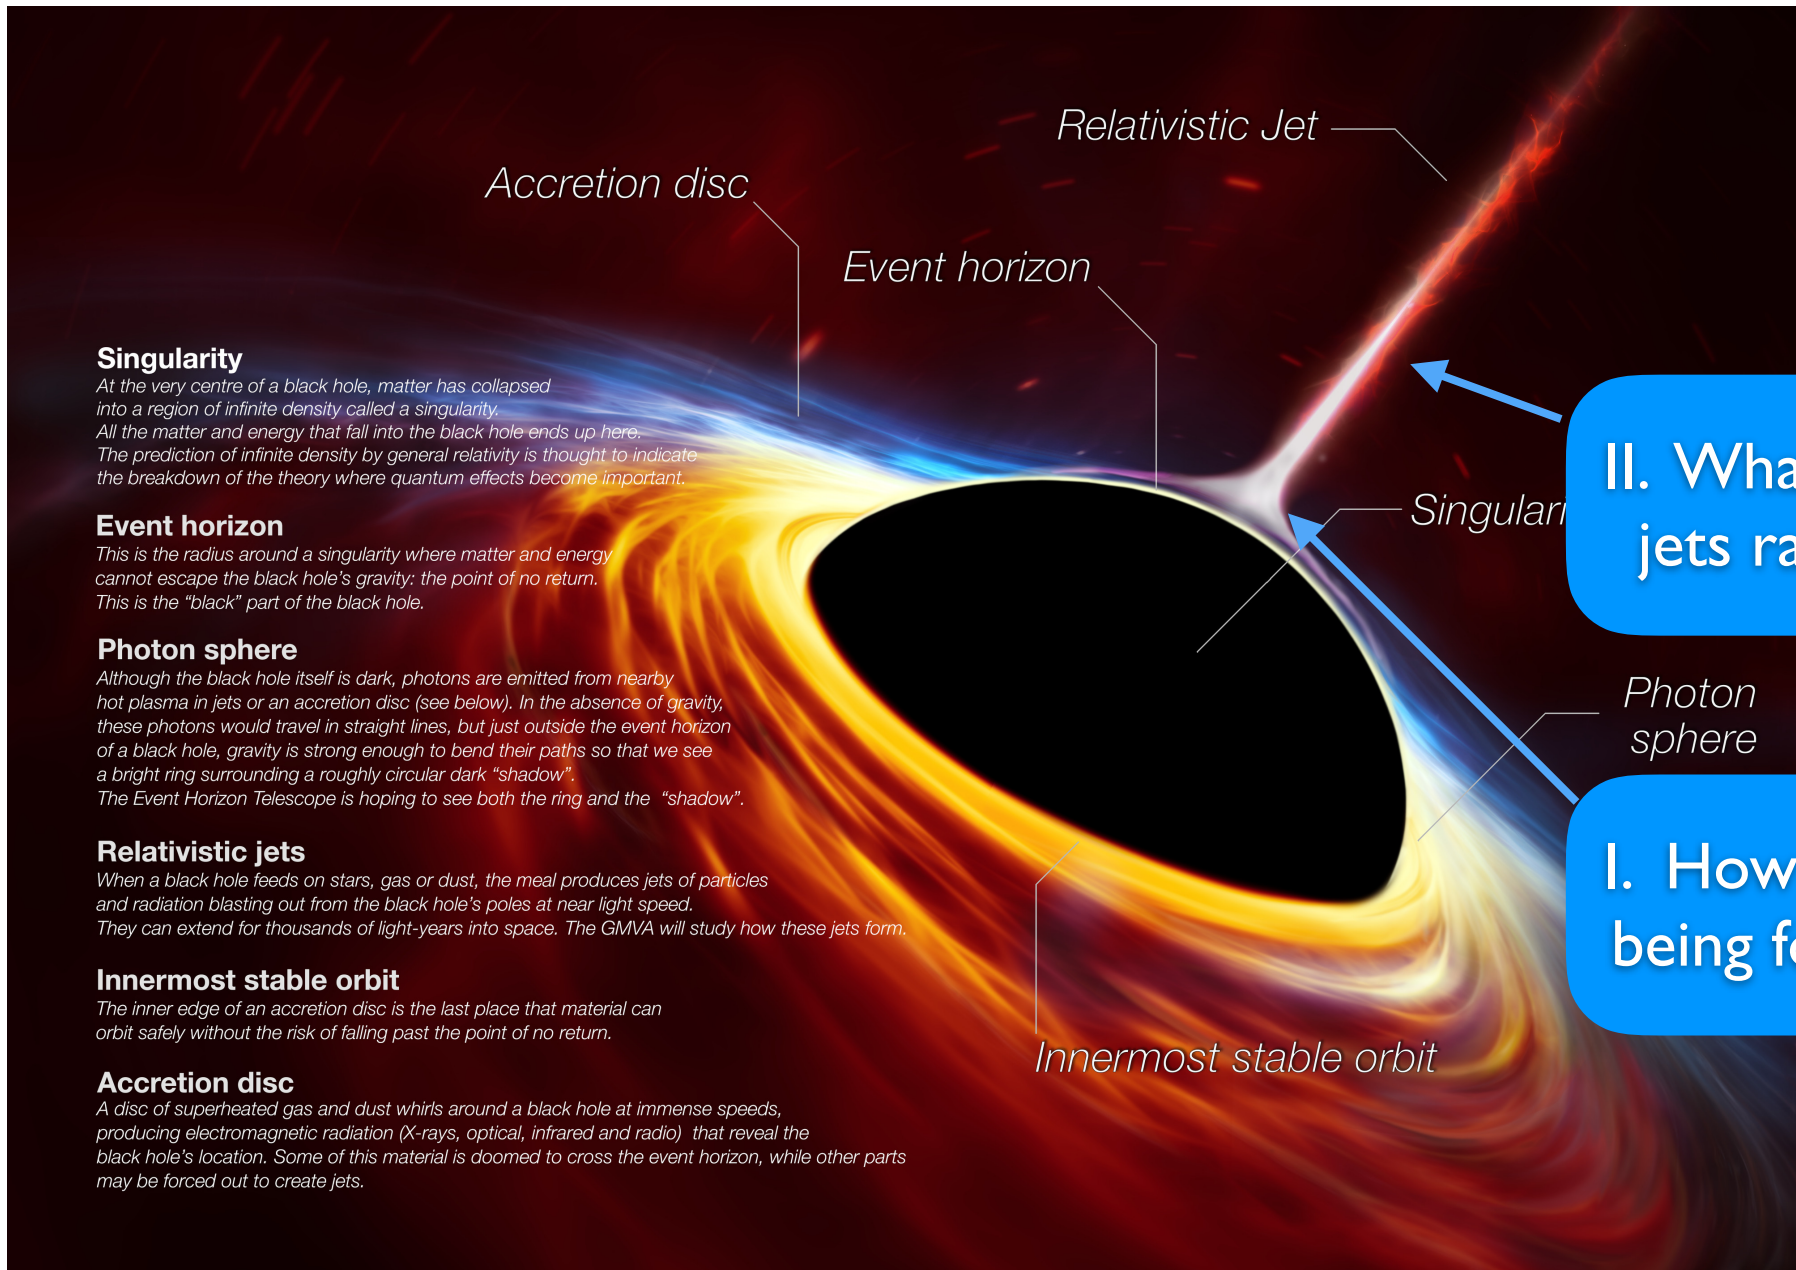 Relativistic Jet
Accretion disc
Event horizon
Singularity
At the very centre of a black hole, matter has collapsed
into a region of infinite density called a singularity.
All the matter and energy that fall into the black hole ends up here.
The prediction of infinite density by general relativity is thought to indicate
the breakdown of the theory where quantum effects become important.
Event horizon
This is the radius around a singularity where matter and energy
cannot escape the black hole’s gravity: the point of no return.
This is the “black” part of the black hole.
Photon sphere
Although the black hole itself is dark, photons are emitted from nearby
hot plasma in jets or an accretion disc (see below). In the absence of gravity,
these photons would travel in straight lines, but just outside the event horizon
of a black hole, gravity is strong enough to bend their paths so that we see
a bright ring surrounding a roughly circular dark “shadow”.
The Event Horizon Telescope is hoping to see both the ring and the “shadow”.
Relativistic jets
When a black hole feeds on stars, gas or dust, the meal produces jets of particles
and radiation blasting out from the black hole’s poles at near light speed.
They can extend for thousands of light-years into space. The GMVA will study how these jets form.
Innermost stable orbit
The inner edge of an accretion disc is the last place that material can
orbit safely without the risk of falling past the point of no return.
Accretion disc
A disc of superheated gas and dust whirls around a black hole at immense speeds,
producing electromagnetic radiation (X-rays, optical, infrared and radio) that reveal the
black hole’s location. Some of this material is doomed to cross the event horizon, while other parts
may be forced out to create jets.
II. Wha
jets ra
Singulari
Photon
sphere
I. How
being fo
Innermost stable orbit